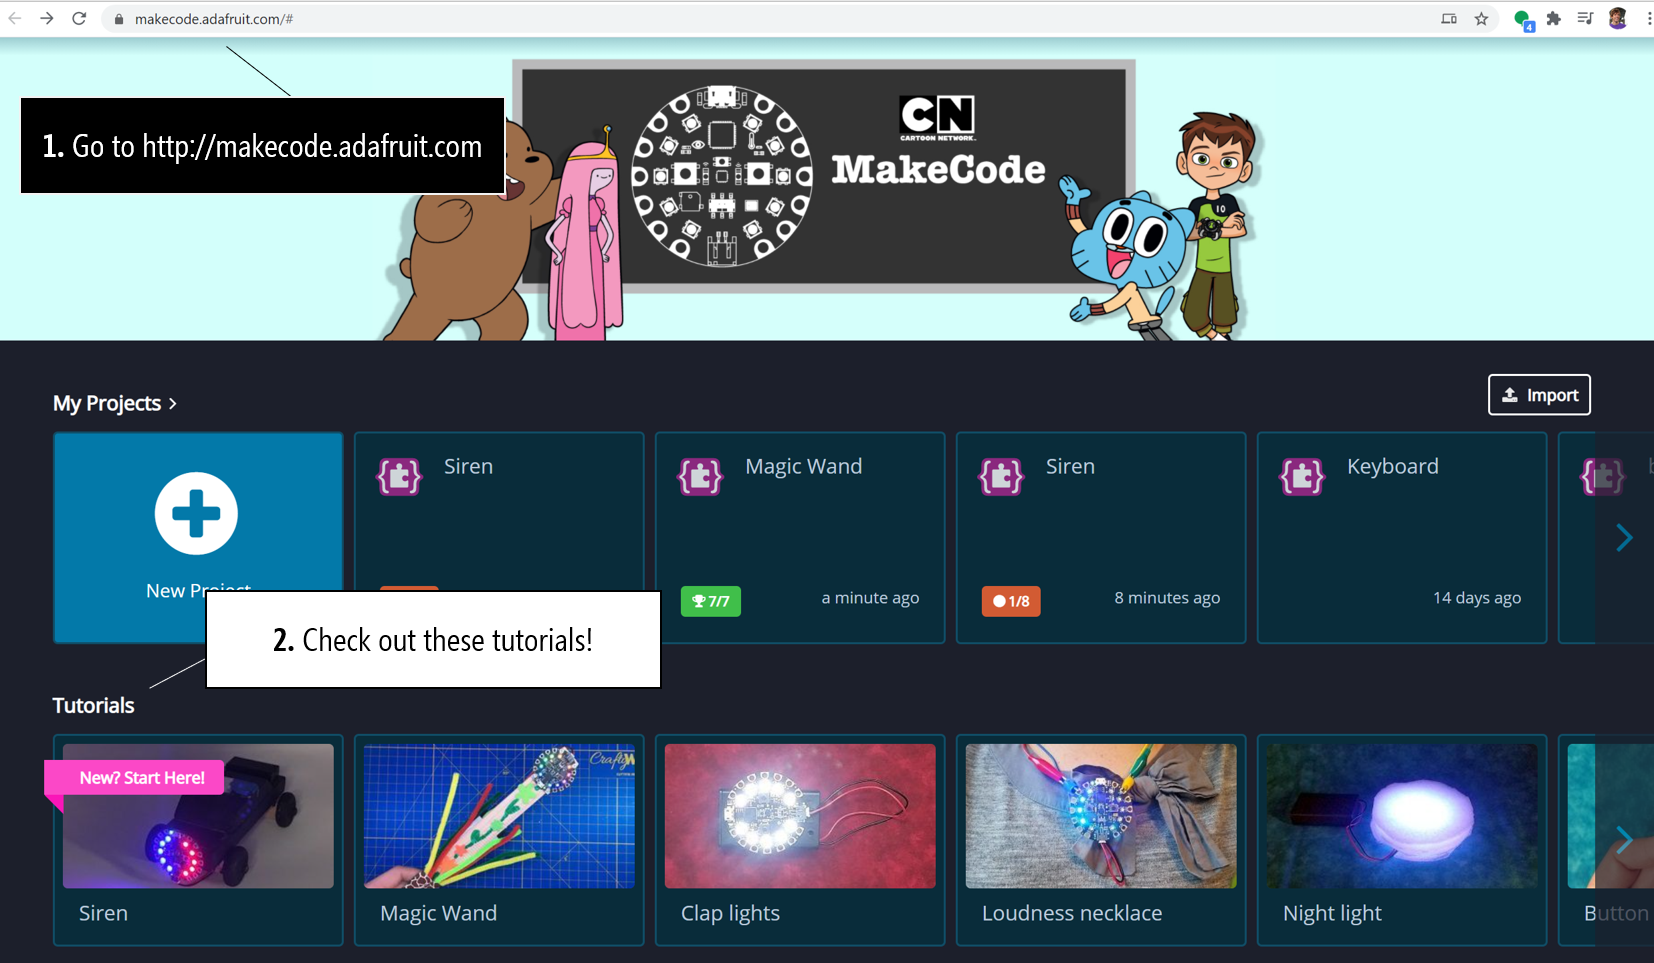 makecode.adafruit.com/#
4
1. Go to http://makecode.adafruit.com
CN
CARTOON NETWORK.
MakeCode
10
My Projects
Import
New Project
Siren
Magic Wand
7/7
a minute ago
Siren
1/8
8 minutes ago
Keyboard
14 days ago
2. Check out these tutorials!
Tutorials
New? Start Here!
Siren
Magic Wand
Clap lights
Loudness necklace
Night light
Button